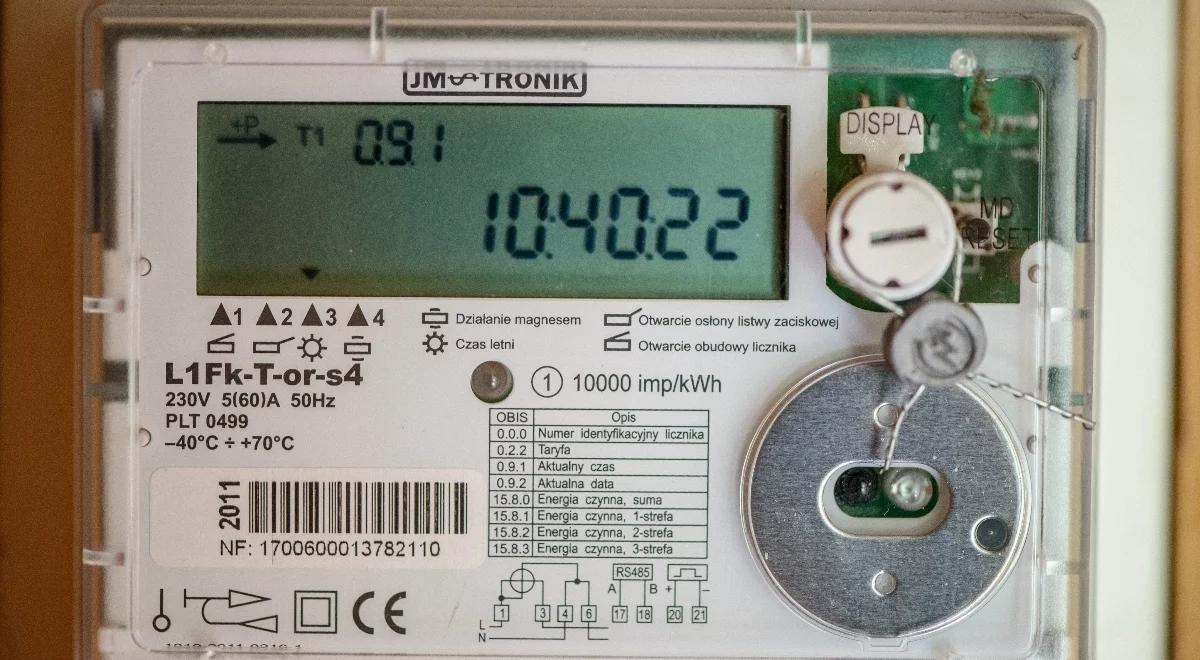 JM TRONIK
+P T1 0.9.1
10:40:22
DISPLAY
MD
RESET
1 2 3 4
Działanie magnesem
Czas letni
Otwarcie osłony listwy zaciskowej
Otwarcie obudowy licznika
L1Fk-T-or-s4
230V 5(60)A 50Hz
PLT 0499
–40°C ÷ +70°C
1 10000 imp/kWh
OBIS Opis
0.0.0 Numer identyfikacyjny licznika
0.2.2 Taryfa
0.9.1 Aktualny czas
0.9.2 Aktualna data
15.8.0 Energia czynna, suma
15.8.1 Energia czynna, 1-strefa
15.8.2 Energia czynna, 2-strefa
15.8.3 Energia czynna, 3-strefa
2011
NF: 1700600013782110
CE
RS485
A B + –
1 3 4 6 17 18 20 21
L
N